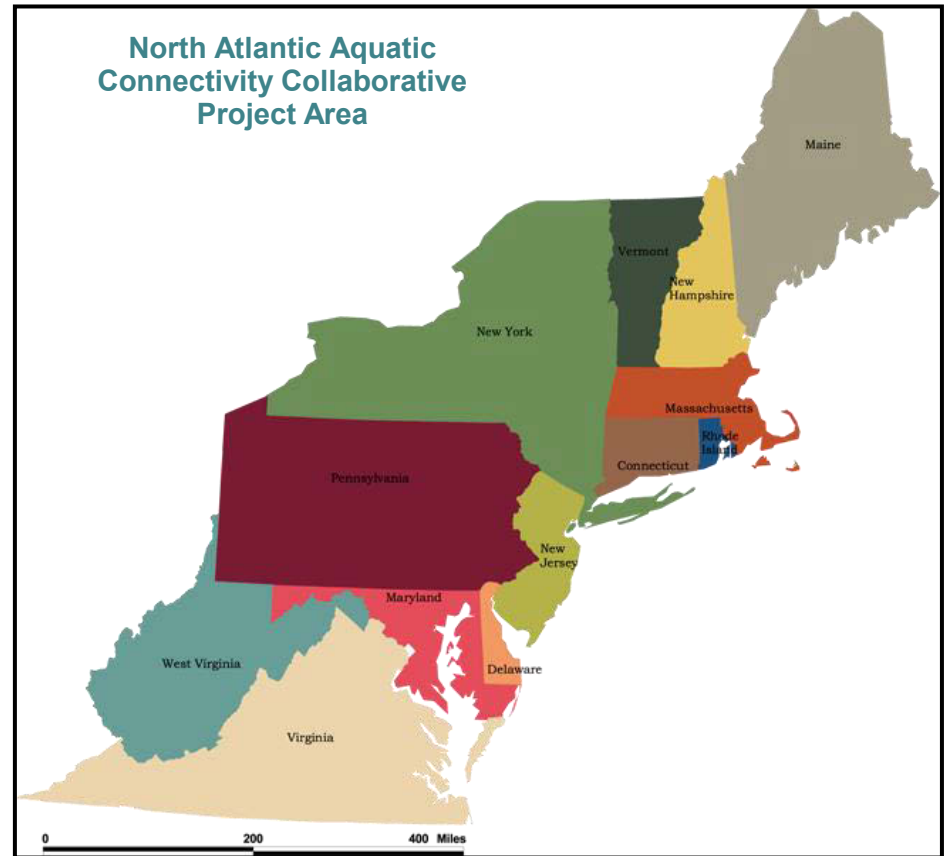 North Atlantic Aquatic
Connectivity Collaborative
Project Area
Maine
Vermont
New
Hampshire
New York
Massachusetts
Rhode
Island
Connecticut
Pennsylvania
New
Jersey
Maryland
Delaware
West Virginia
Virginia
0 200 400 Miles